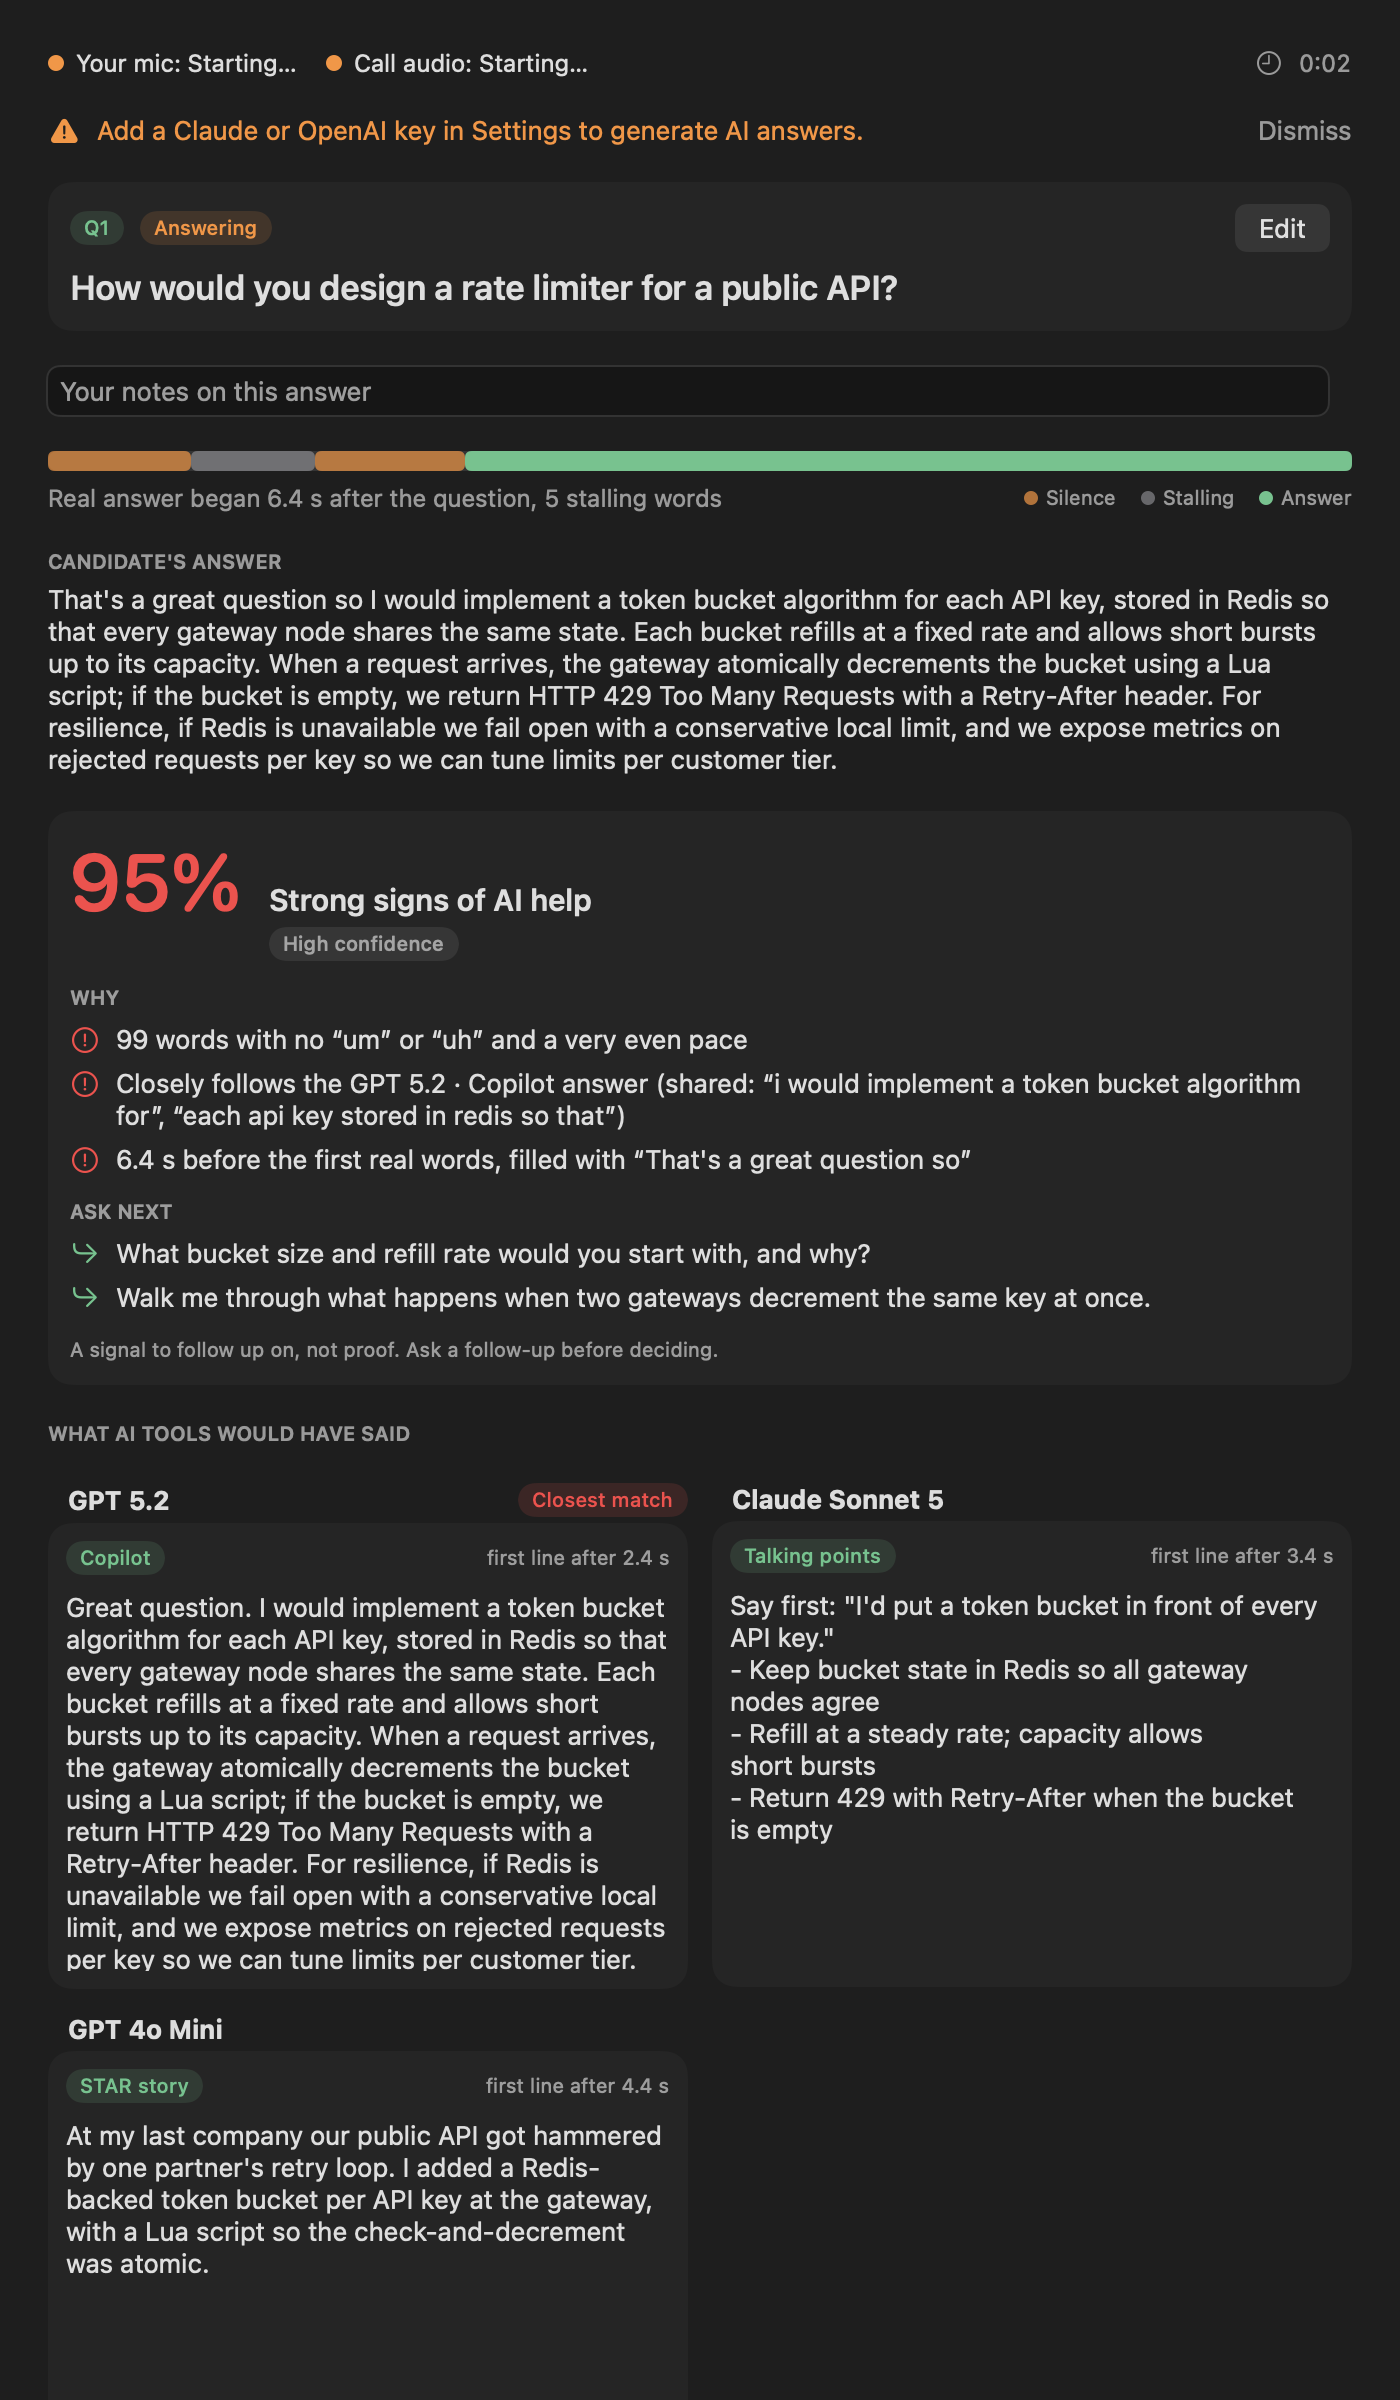 Your mic: Starting... Call audio: Starting... 0:02
Add a Claude or OpenAI key in Settings to generate AI answers. Dismiss
Q1 Answering Edit
How would you design a rate limiter for a public API?
Your notes on this answer
Real answer began 6.4 s after the question, 5 stalling words Silence Stalling Answer
CANDIDATE'S ANSWER
That's a great question so I would implement a token bucket algorithm for each API key, stored in Redis so
that every gateway node shares the same state. Each bucket refills at a fixed rate and allows short bursts
up to its capacity. When a request arrives, the gateway atomically decrements the bucket using a Lua
script; if the bucket is empty, we return HTTP 429 Too Many Requests with a Retry-After header. For
resilience, if Redis is unavailable we fail open with a conservative local limit, and we expose metrics on
rejected requests per key so we can tune limits per customer tier.
95% Strong signs of AI help
High confidence
WHY
99 words with no “um” or “uh” and a very even pace
Closely follows the GPT 5.2 · Copilot answer (shared: “i would implement a token bucket algorithm
for”, “each api key stored in redis so that”)
6.4 s before the first real words, filled with “That's a great question so”
ASK NEXT
What bucket size and refill rate would you start with, and why?
Walk me through what happens when two gateways decrement the same key at once.
A signal to follow up on, not proof. Ask a follow-up before deciding.
WHAT AI TOOLS WOULD HAVE SAID
GPT 5.2 Closest match
Copilot first line after 2.4 s
Great question. I would implement a token bucket
algorithm for each API key, stored in Redis so that
every gateway node shares the same state. Each
bucket refills at a fixed rate and allows short
bursts up to its capacity. When a request arrives,
the gateway atomically decrements the bucket
using a Lua script; if the bucket is empty, we
return HTTP 429 Too Many Requests with a
Retry-After header. For resilience, if Redis is
unavailable we fail open with a conservative local
limit, and we expose metrics on rejected requests
per key so we can tune limits per customer tier.
Claude Sonnet 5
Talking points first line after 3.4 s
Say first: "I'd put a token bucket in front of every
API key."
- Keep bucket state in Redis so all gateway
nodes agree
- Refill at a steady rate; capacity allows
short bursts
- Return 429 with Retry-After when the bucket
is empty
GPT 4o Mini
STAR story first line after 4.4 s
At my last company our public API got hammered
by one partner's retry loop. I added a Redis-
backed token bucket per API key at the gateway,
with a Lua script so the check-and-decrement
was atomic.